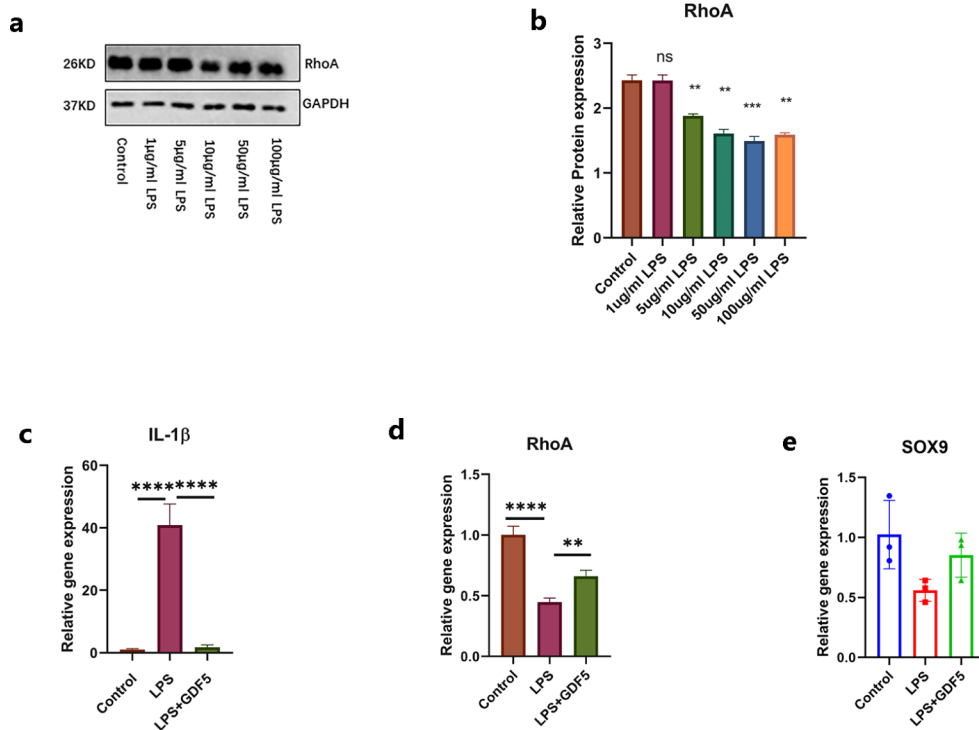 a
26KD
RhoA
37KD
GAPDH
Control
1μg/ml LPS
5μg/ml LPS
10μg/ml LPS
50μg/ml LPS
100μg/ml LPS
b
RhoA
Relative Protein expression
3
2
1
0
ns
**
**
***
**
Control
1ug/ml LPS
5ug/ml LPS
10ug/ml LPS
50ug/ml LPS
100ug/ml LPS
c
IL-1β
Relative gene expression
60
40
20
0
**** ****
Control
LPS
LPS+GDF5
d
RhoA
Relative gene expression
1.5
1.0
0.5
0.0
****
**
Control
LPS
LPS+GDF5
e
SOX9
Relative gene expression
1.5
1.0
0.5
0.0
Control
LPS
LPS+GDF5